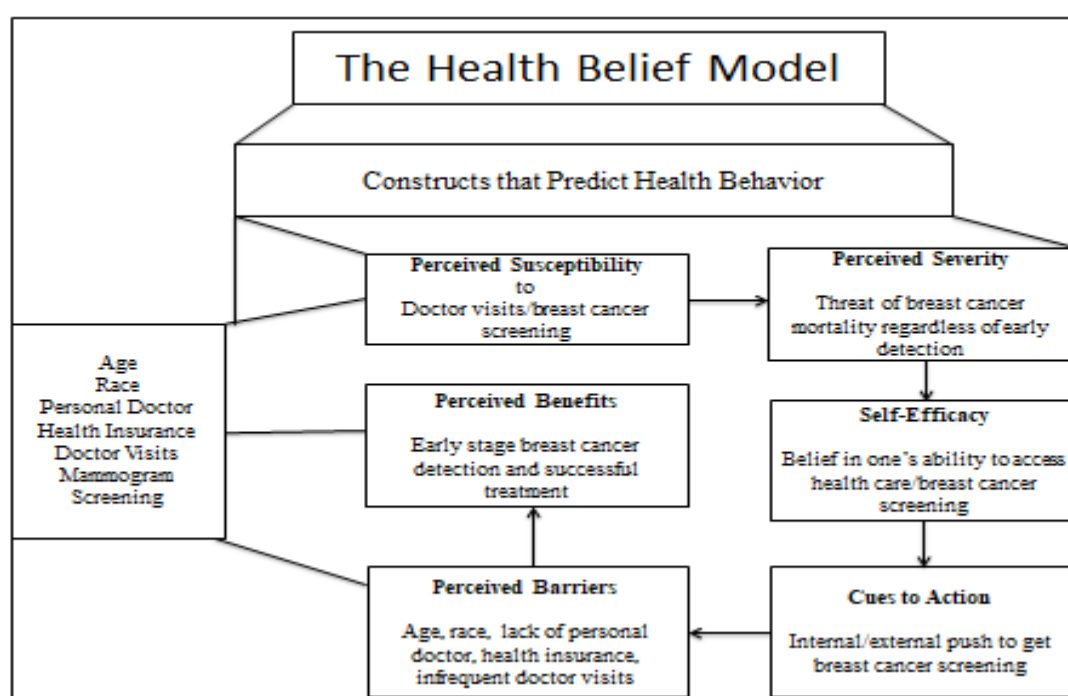 The Health Belief Model
Constructs that Predict Health Behavior
Perceived Susceptibility
to
Doctor visits/breast cancer
screening
Perceived Severity
Threat of breast cancer
mortality regardless of early
detection
Age
Race
Personal Doctor
Health Insurance
Doctor Visits
Mammogram
Screening
Perceived Benefits
Early stage breast cancer
detection and successful
treatment
Self-Efficacy
Belief in one's ability to access
health care/breast cancer
screening
Perceived Barriers
Age, race, lack of personal
doctor, health insurance,
infrequent doctor visits
Cues to Action
Internal/external push to get
breast cancer screening